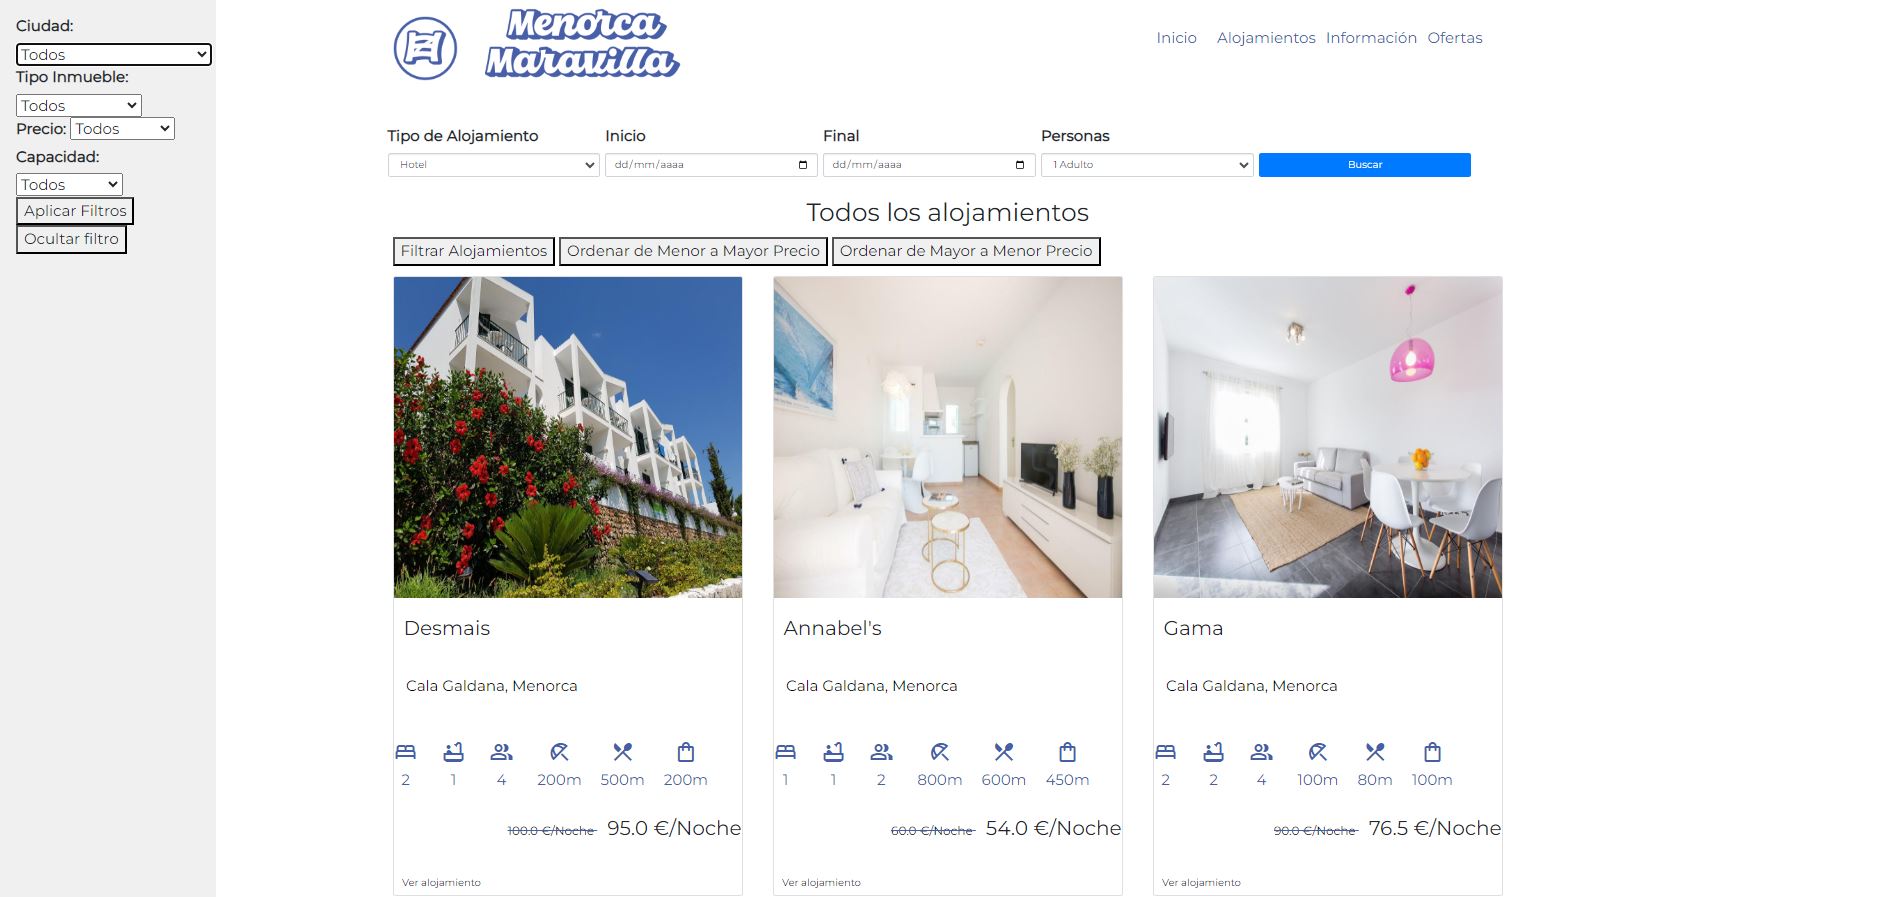 Ciudad:
Todos
Tipo Inmueble:
Todos
Precio: Todos
Capacidad:
Todos
Aplicar Filtros
Ocultar filtro
Menorca
Maravilla
Inicio Alojamientos Información Ofertas
Tipo de Alojamiento Inicio Final Personas
Hotel dd/mm/aaaa dd/mm/aaaa 1 Adulto Buscar
Todos los alojamientos
Filtrar Alojamientos Ordenar de Menor a Mayor Precio Ordenar de Mayor a Menor Precio
Desmais
Cala Galdana, Menorca
2 1 4 200m 500m 200m
100.0 €/Noche 95.0 €/Noche
Ver alojamiento
Annabel's
Cala Galdana, Menorca
1 1 2 800m 600m 450m
60.0 €/Noche 54.0 €/Noche
Ver alojamiento
Gama
Cala Galdana, Menorca
2 2 4 100m 80m 100m
90.0 €/Noche 76.5 €/Noche
Ver alojamiento